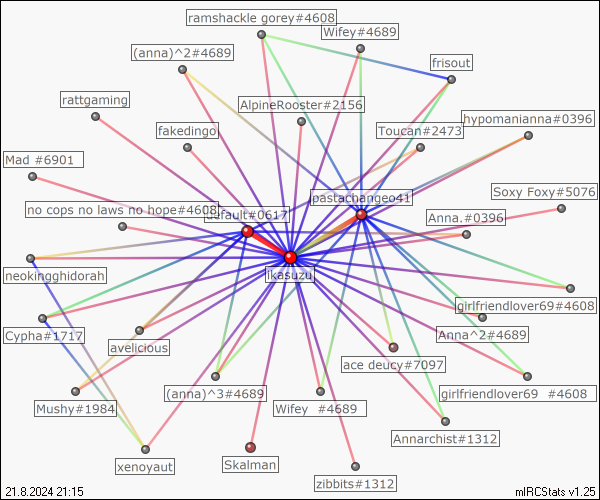 ramshackle gorey#4608
Wifey#4689
(anna)^2#4689
frisout
rattgaming
AlpineRooster#2156
hypomanianna#0396
fakedingo
Toucan#2473
Mad #6901
Soxy Foxy#5076
jpastachangeo41
no cops no laws no hope#4608
default#0617
Anna.#0396
neokingghidorah
ikasuzu
girlfriendlover69#4608
Cypha#1717
Anna^2#4689
avelicious
ace deucy#7097
(anna)^3#4689
girlfriendlover69 #4608
Mushy#1984
Wifey #4689
Annarchist#1312
xenoyaut
Skalman
zibbits#1312
21.8.2024 21:15
mIRCStats v1.25